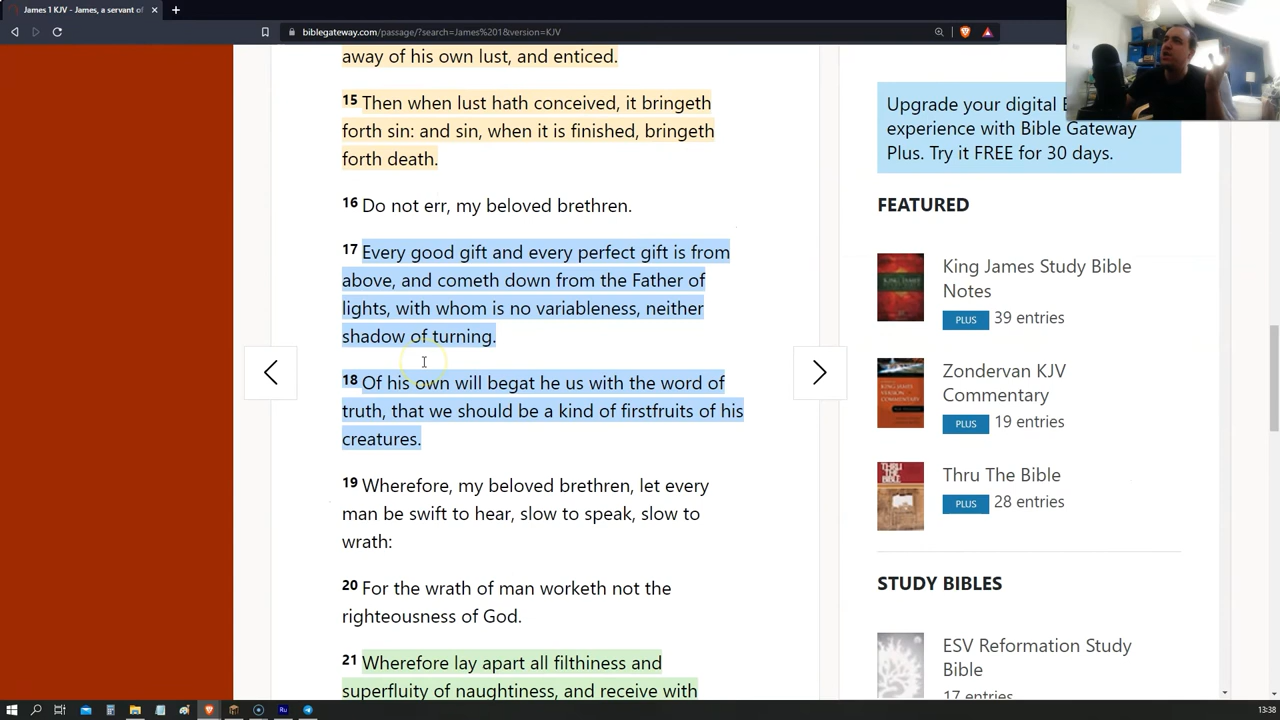 James 1 KJV - James, a servant of
biblegateway.com/passage/?search=James%201&version=KJV
away of his own lust, and enticed.
15 Then when lust hath conceived, it bringeth
forth sin: and sin, when it is finished, bringeth
forth death.
16 Do not err, my beloved brethren.
17 Every good gift and every perfect gift is from
above, and cometh down from the Father of
lights, with whom is no variableness, neither
shadow of turning.
18 Of his own will begat he us with the word of
truth, that we should be a kind of firstfruits of his
creatures.
19 Wherefore, my beloved brethren, let every
man be swift to hear, slow to speak, slow to
wrath:
20 For the wrath of man worketh not the
righteousness of God.
21 Wherefore lay apart all filthiness and
superfluity of naughtiness, and receive with
Upgrade your digital
experience with Bible Gateway
Plus. Try it FREE for 30 days.
FEATURED
King James Study Bible
Notes
PLUS 39 entries
Zondervan KJV
Commentary
PLUS 19 entries
Thru The Bible
PLUS 28 entries
STUDY BIBLES
ESV Reformation Study
Bible
17 entries
13:38